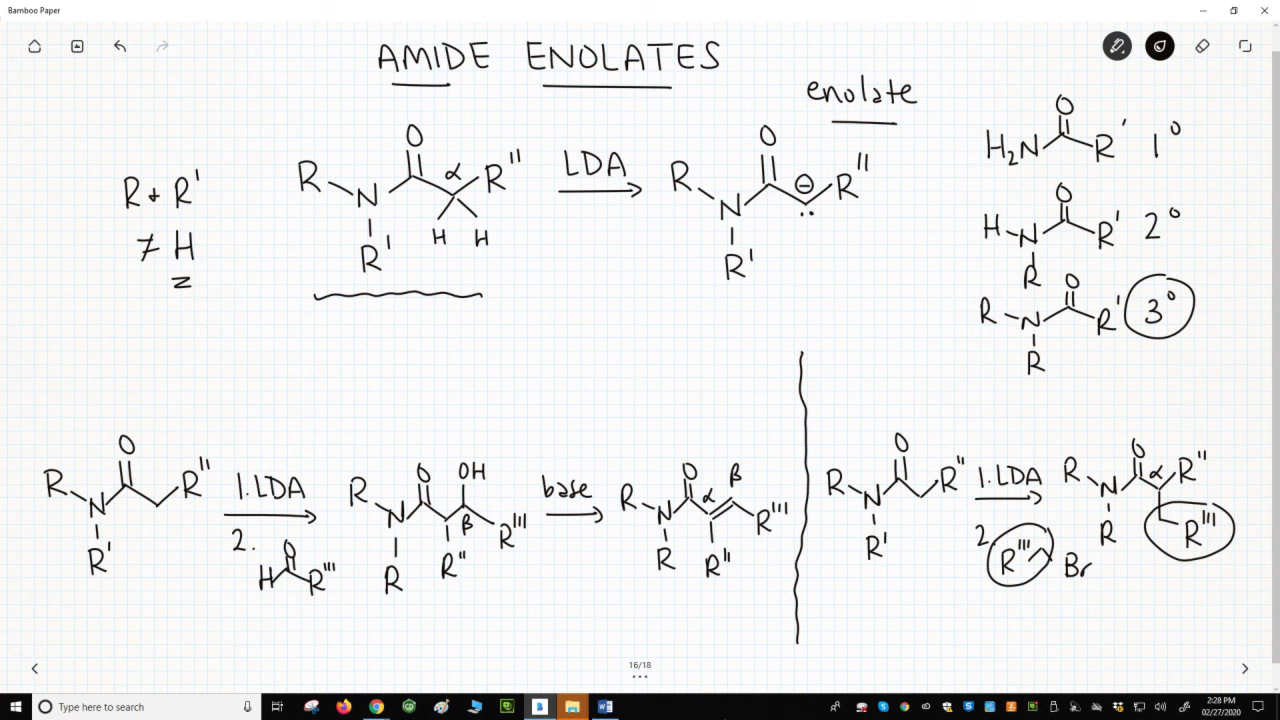 Bamboo Paper
AMIDE ENOLATES
enolate
R + R'
≠ H
R N R' O α R'' H H
LDA
R N R' O ⊖ R''
H₂N O R' 1°
H N R O R' 2°
R N R O R' 3°
R N R' O R''
1. LDA
2. H O R'''
R N R O OH β R'' R'''
base
R N R O α β R'' R'''
R N R' O R''
1. LDA
2. R''' Br
R N R O α R'' R'''
16/18
Type here to search
2:28 PM
02/27/2020